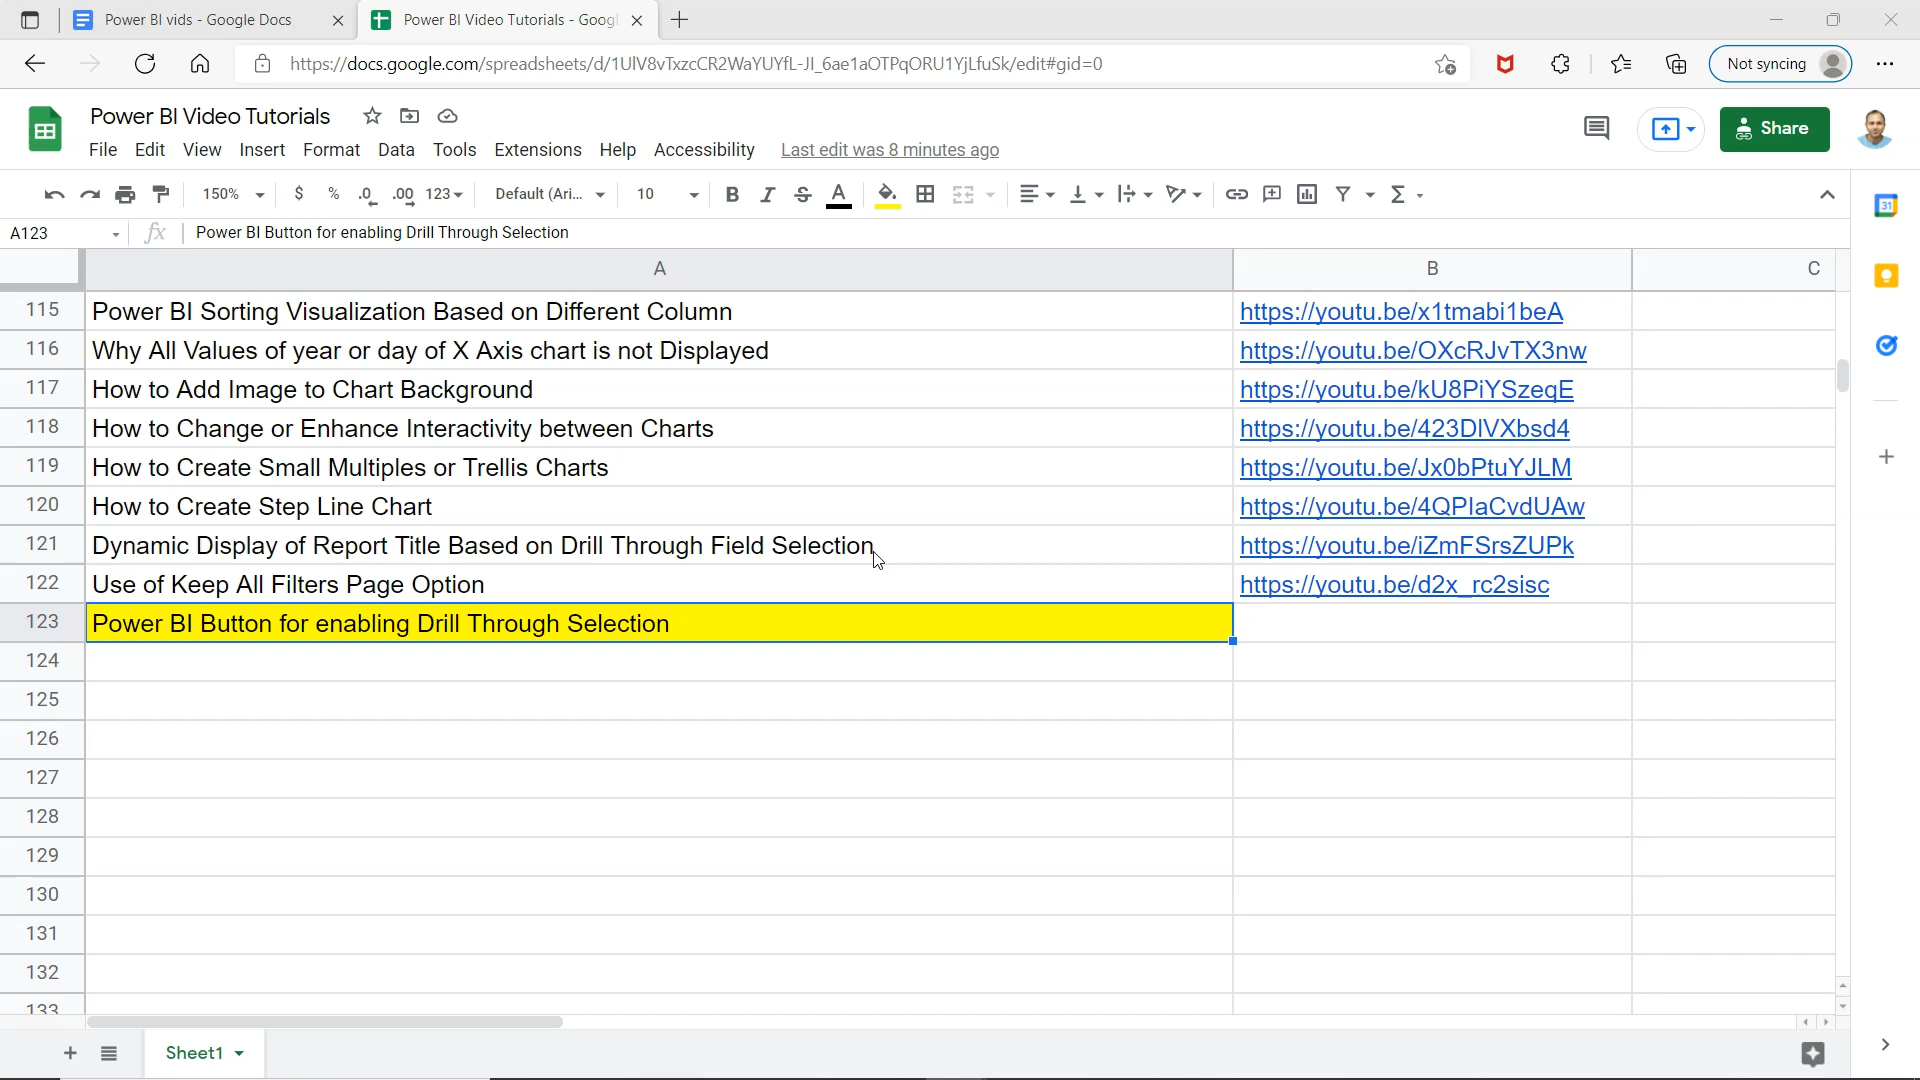 Power BI vids - Google Docs
Power BI Video Tutorials - Googl
https://docs.google.com/spreadsheets/d/1UlV8vTxzcCR2WaYUYfL-JI_6ae1aOTPqORU1YjLfuSk/edit#gid=0
Not syncing
Power BI Video Tutorials
Share
File Edit View Insert Format Data Tools Extensions Help Accessibility Last edit was 8 minutes ago
150% $ % .0 .00 123 Default (Ari... 10 B I S A Σ
31
A123 fx Power BI Button for enabling Drill Through Selection
A B C
115 Power BI Sorting Visualization Based on Different Column https://youtu.be/x1tmabi1beA
116 Why All Values of year or day of X Axis chart is not Displayed https://youtu.be/OXcRJvTX3nw
117 How to Add Image to Chart Background https://youtu.be/kU8PiYSzeqE
118 How to Change or Enhance Interactivity between Charts https://youtu.be/423DlVXbsd4
119 How to Create Small Multiples or Trellis Charts https://youtu.be/Jx0bPtuYJLM
120 How to Create Step Line Chart https://youtu.be/4QPlaCvdUAw
121 Dynamic Display of Report Title Based on Drill Through Field Selection https://youtu.be/iZmFSrsZUPk
122 Use of Keep All Filters Page Option https://youtu.be/d2x_rc2sisc
123 Power BI Button for enabling Drill Through Selection
124
125
126
127
128
129
130
131
132
133
Sheet1